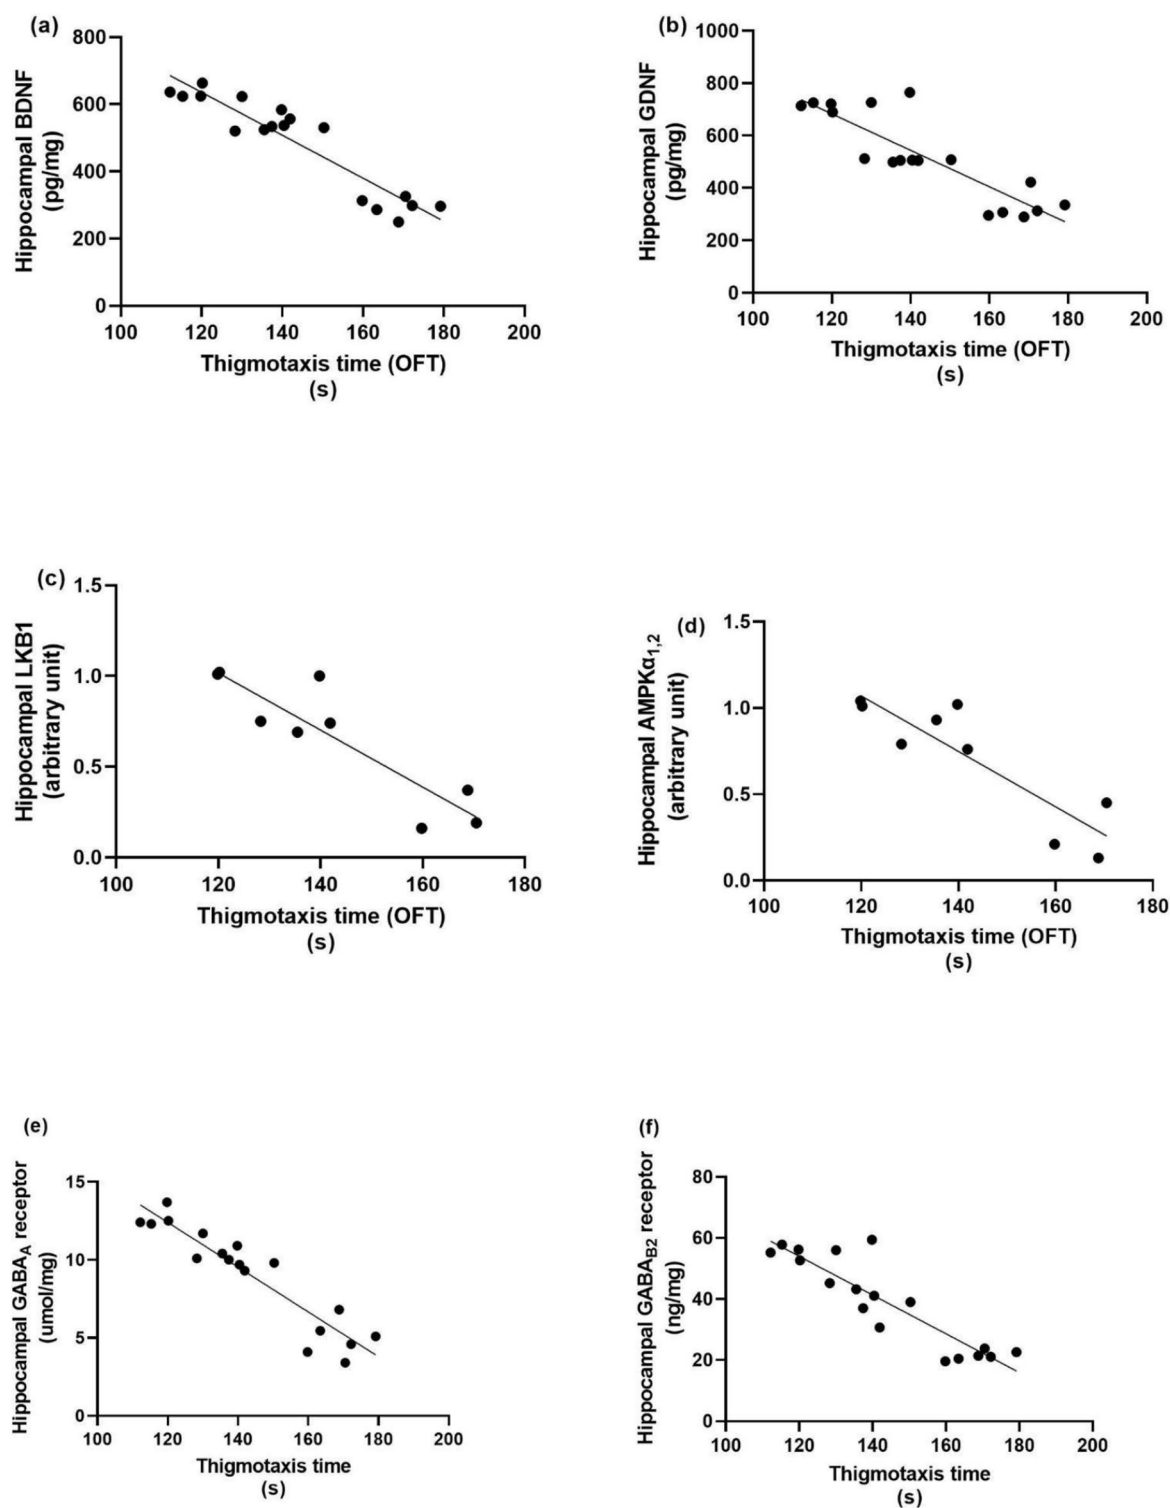 (a)
Hippocampal BDNF
(pg/mg)
800
600
400
200
0
100 120 140 160 180 200
Thigmotaxis time (OFT)
(s)
(b)
Hippocampal GDNF
(pg/mg)
1000
800
600
400
200
0
100 120 140 160 180 200
Thigmotaxis time (OFT)
(s)
(c)
Hippocampal LKB1
(arbitrary unit)
1.5
1.0
0.5
0.0
100 120 140 160 180
Thigmotaxis time (OFT)
(s)
(d)
Hippocampal AMPKα1,2
(arbitrary unit)
1.5
1.0
0.5
0.0
100 120 140 160 180
Thigmotaxis time (OFT)
(s)
(e)
Hippocampal GABAA receptor
(umol/mg)
15
10
5
0
100 120 140 160 180 200
Thigmotaxis time
(s)
(f)
Hippocampal GABAB2 receptor
(ng/mg)
80
60
40
20
0
100 120 140 160 180 200
Thigmotaxis time
(s)